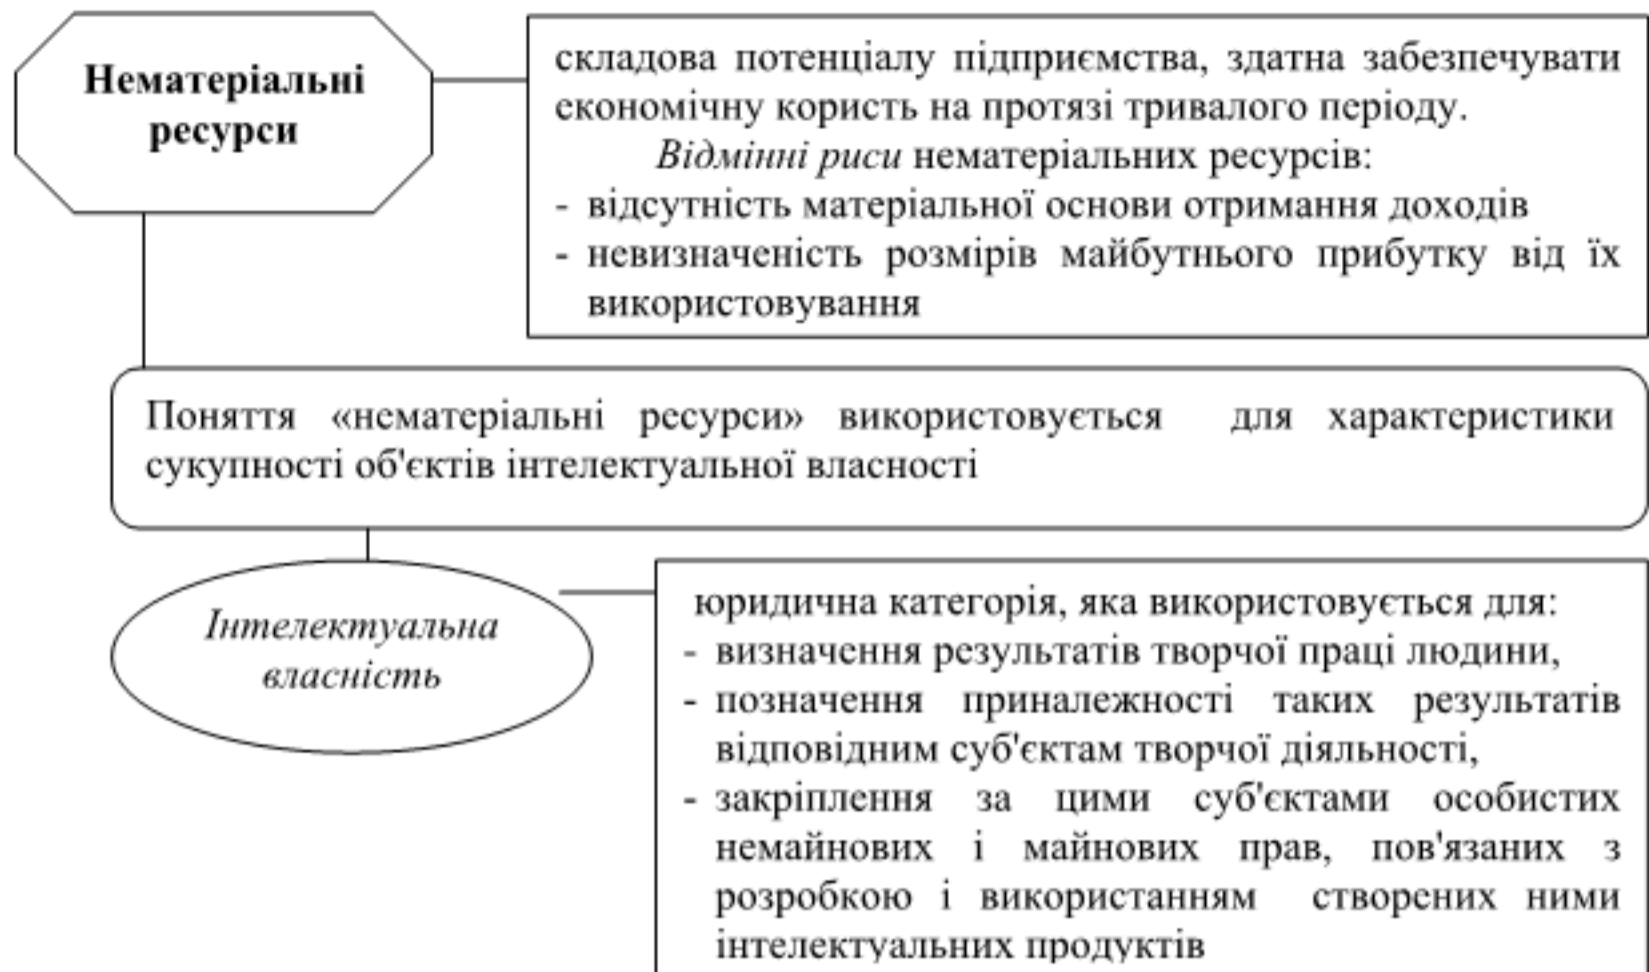 Нематеріальні
ресурси
складова потенціалу підприємства, здатна забезпечувати
економічну користь на протязі тривалого періоду.
Відмінні риси нематеріальних ресурсів:
- відсутність матеріальної основи отримання доходів
- невизначеність розмірів майбутнього прибутку від їх
використовування
Поняття «нематеріальні ресурси» використовується для характеристики
сукупності об'єктів інтелектуальної власності
Інтелектуальна
власність
юридична категорія, яка використовується для:
- визначення результатів творчої праці людини,
- позначення приналежності таких результатів
відповідним суб'єктам творчої діяльності,
- закріплення за цими суб'єктами особистих
немайнових і майнових прав, пов'язаних з
розробкою і використанням створених ними
інтелектуальних продуктів